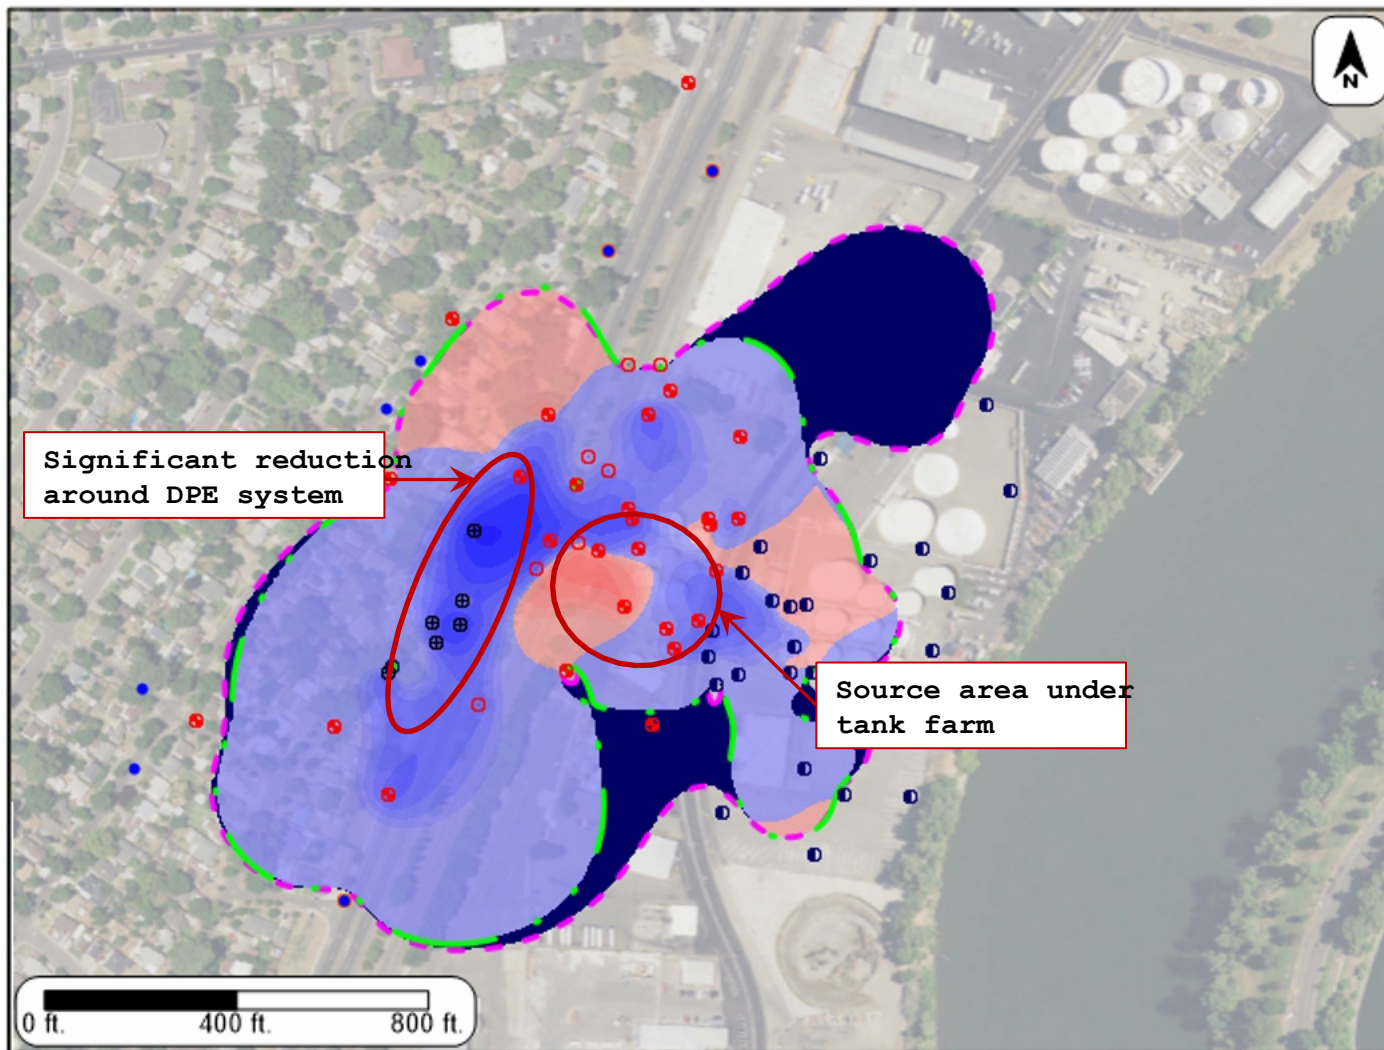 N
Significant reduction
around DPE system
Source area under
tank farm
0 ft. 400 ft. 800 ft.